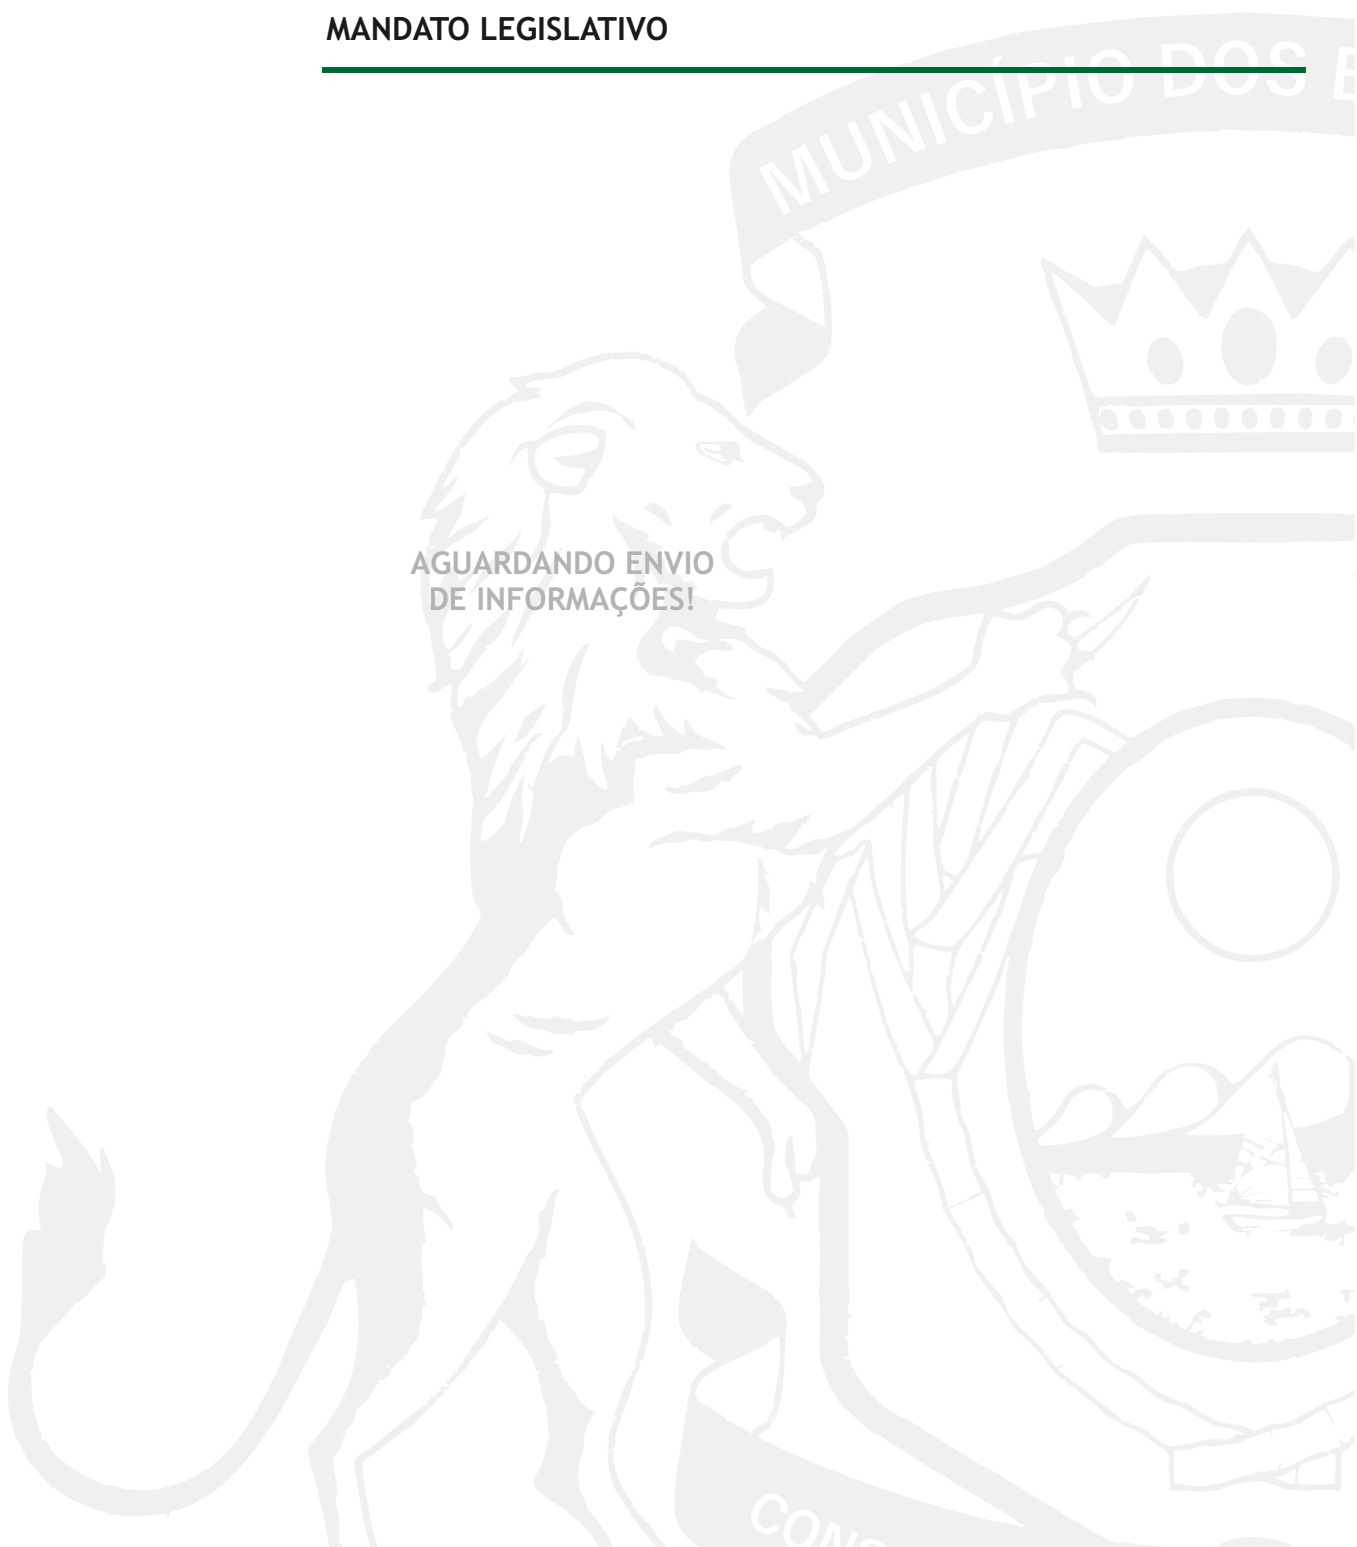 MANDATO LEGISLATIVO
MUNICÍPIO DOS
AGUARDANDO ENVIO
DE INFORMAÇÕES!